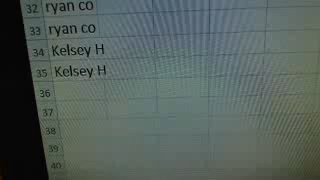 32 ryan co
33 ryan co
34 Kelsey H
35 Kelsey H
36
37
38
39
40